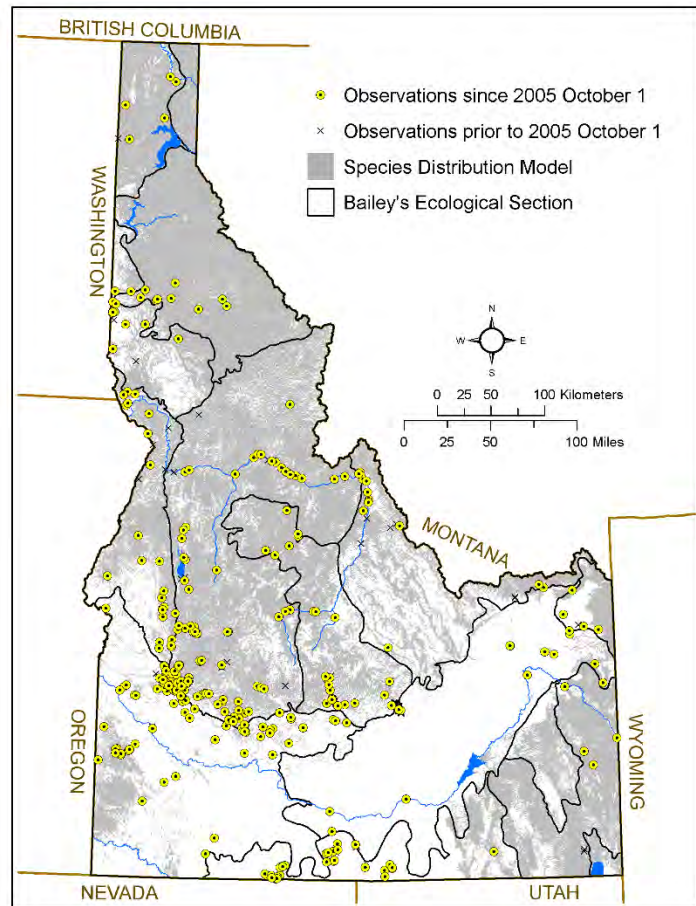 BRITISH COLUMBIA
Observations since 2005 October 1
Observations prior to 2005 October 1
Species Distribution Model
Bailey's Ecological Section
WASHINGTON
N
W E
S
0 25 50 100 Kilometers
0 25 50 100 Miles
MONTANA
OREGON
WYOMING
NEVADA
UTAH